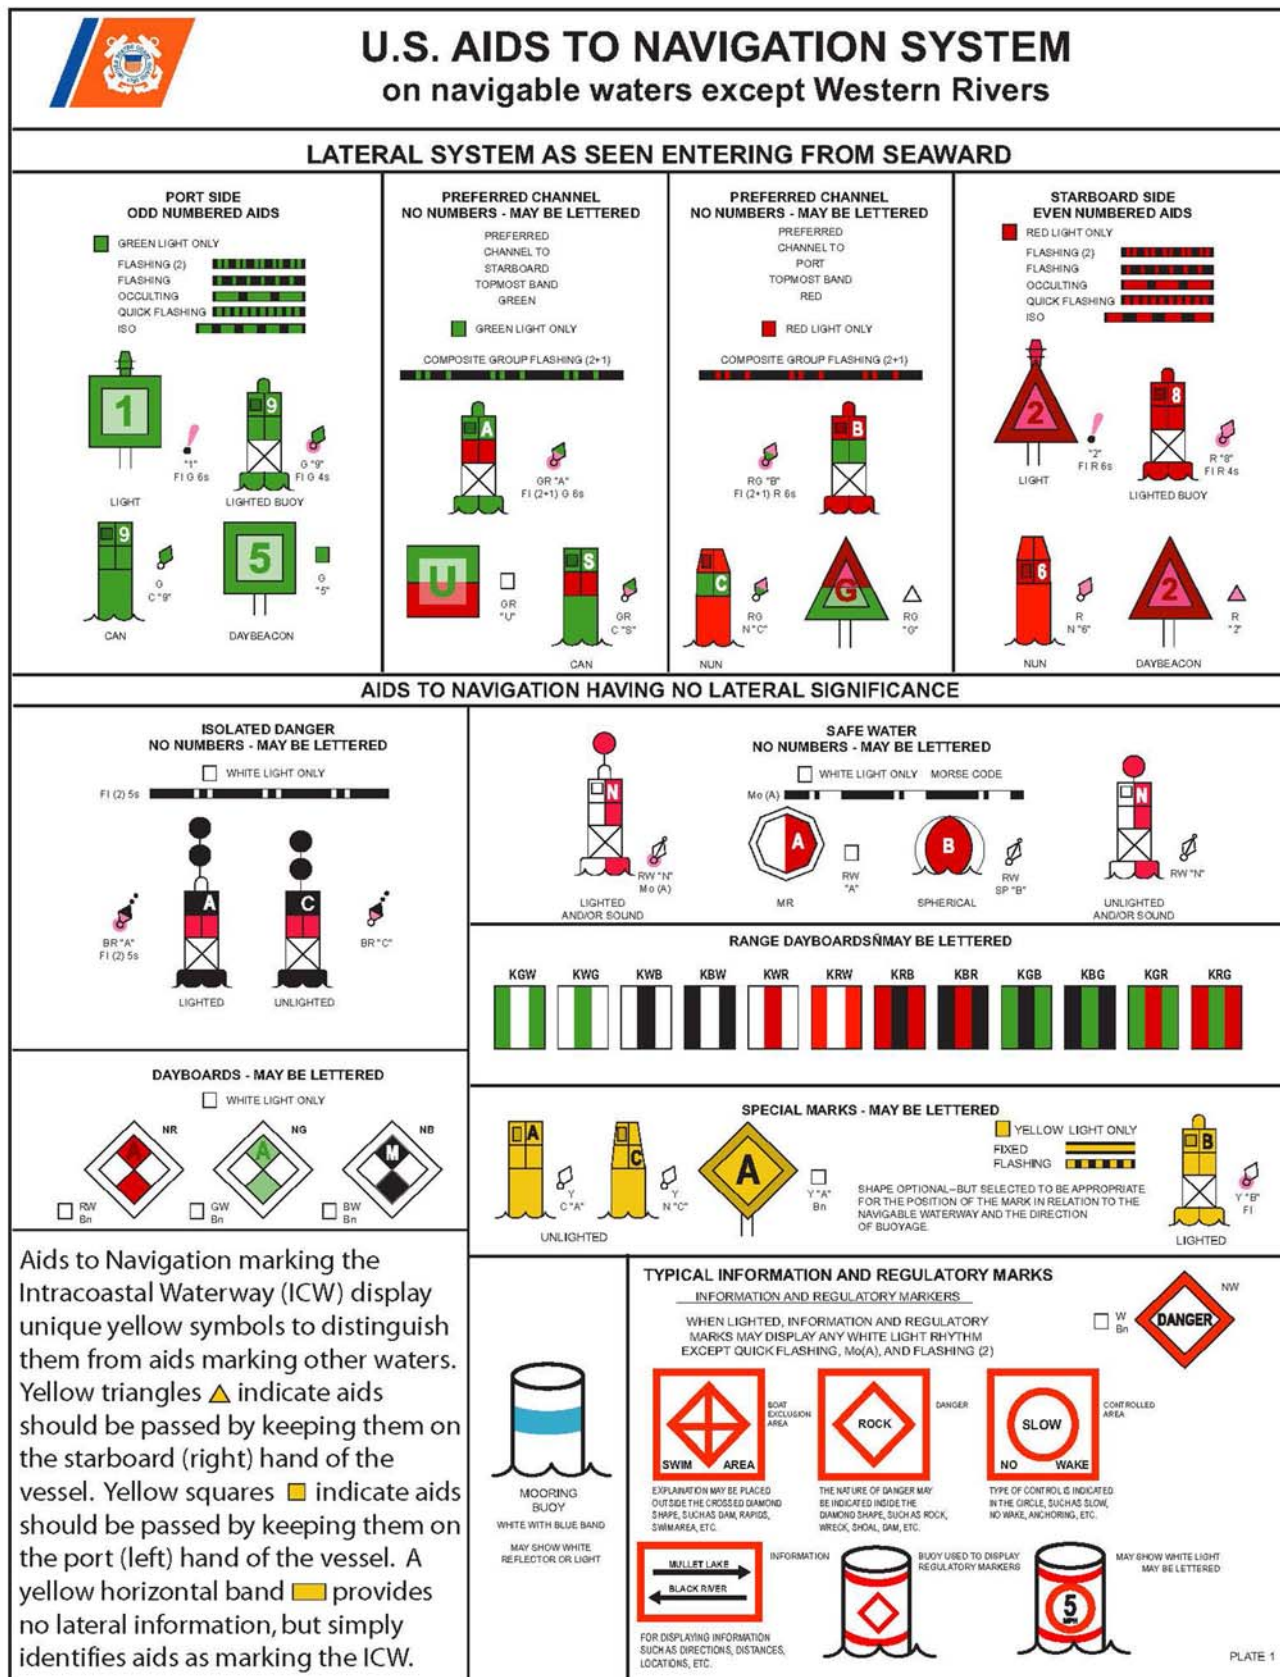 U.S. AIDS TO NAVIGATION SYSTEM
on navigable waters except Western Rivers
LATERAL SYSTEM AS SEEN ENTERING FROM SEAWARD
PORT SIDE
ODD NUMBERED AIDS
GREEN LIGHT ONLY
FLASHING (2)
FLASHING
OCCULTING
QUICK FLASHING
ISO
1
"1"
Fl G 6s
LIGHT
9
G "9"
Fl G 4s
LIGHTED BUOY
9
G
C "9"
CAN
5
G
"5"
DAYBEACON
PREFERRED CHANNEL
NO NUMBERS - MAY BE LETTERED
PREFERRED
CHANNEL TO
STARBOARD
TOPMOST BAND
GREEN
GREEN LIGHT ONLY
COMPOSITE GROUP FLASHING (2+1)
A
GR "A"
Fl (2+1) G 6s
U
GR
"U"
S
GR
C "S"
CAN
PREFERRED CHANNEL
NO NUMBERS - MAY BE LETTERED
PREFERRED
CHANNEL TO
PORT
TOPMOST BAND
RED
RED LIGHT ONLY
COMPOSITE GROUP FLASHING (2+1)
RG "B"
Fl (2+1) R 6s
B
C
RG
N "C"
NUN
G
RG
"G"
STARBOARD SIDE
EVEN NUMBERED AIDS
RED LIGHT ONLY
FLASHING (2)
FLASHING
OCCULTING
QUICK FLASHING
ISO
2
"2"
Fl R 6s
LIGHT
8
R "8"
Fl R 4s
LIGHTED BUOY
6
R
N "6"
NUN
2
R
"2"
DAYBEACON
AIDS TO NAVIGATION HAVING NO LATERAL SIGNIFICANCE
ISOLATED DANGER
NO NUMBERS - MAY BE LETTERED
WHITE LIGHT ONLY
Fl (2) 5s
BR "A"
Fl (2) 5s
A
LIGHTED
C
BR "C"
UNLIGHTED
SAFE WATER
NO NUMBERS - MAY BE LETTERED
WHITE LIGHT ONLY MORSE CODE
Mo (A)
N
RW "N"
Mo (A)
LIGHTED
AND/OR SOUND
A
RW
"A"
MR
B
RW
SP "B"
SPHERICAL
N
RW "N"
UNLIGHTED
AND/OR SOUND
RANGE DAYBOARDSÑMAY BE LETTERED
KGW KWG KWB KBW KWR KRW KRB KBR KGB KBG KGR KRG
DAYBOARDS - MAY BE LETTERED
WHITE LIGHT ONLY
NR
A
RW
Bn
NG
A
GW
Bn
NB
M
BW
Bn
SPECIAL MARKS - MAY BE LETTERED
YELLOW LIGHT ONLY
FIXED
FLASHING
A
Y
C "A"
C
Y
N "C"
UNLIGHTED
A
Y "A"
Bn
SHAPE OPTIONAL--BUT SELECTED TO BE APPROPRIATE
FOR THE POSITION OF THE MARK IN RELATION TO THE
NAVIGABLE WATERWAY AND THE DIRECTION
OF BUOYAGE.
B
Y "B"
Fl
LIGHTED
Aids to Navigation marking the
Intracoastal Waterway (ICW) display
unique yellow symbols to distinguish
them from aids marking other waters.
Yellow triangles indicate aids
should be passed by keeping them on
the starboard (right) hand of the
vessel. Yellow squares indicate aids
should be passed by keeping them on
the port (left) hand of the vessel. A
yellow horizontal band provides
no lateral information, but simply
identifies aids as marking the ICW.
MOORING
BUOY
WHITE WITH BLUE BAND
MAY SHOW WHITE
REFLECTOR OR LIGHT
TYPICAL INFORMATION AND REGULATORY MARKS
INFORMATION AND REGULATORY MARKERS
WHEN LIGHTED, INFORMATION AND REGULATORY
MARKS MAY DISPLAY ANY WHITE LIGHT RHYTHM
EXCEPT QUICK FLASHING, Mo(A), AND FLASHING (2)
W
Bn
DANGER
NW
SWIM AREA
BOAT
EXCLUSION
AREA
EXPLAINATION MAY BE PLACED
OUTSIDE THE CROSSED DIAMOND
SHAPE, SUCH AS DAM, RAPIDS,
SWIM AREA, ETC.
ROCK
DANGER
THE NATURE OF DANGER MAY
BE INDICATED INSIDE THE
DIAMOND SHAPE, SUCH AS ROCK,
WRECK, SHOAL, DAM, ETC.
SLOW
NO WAKE
CONTROLLED
AREA
TYPE OF CONTROL IS INDICATED
IN THE CIRCLE, SUCH AS SLOW,
NO WAKE, ANCHORING, ETC.
MULLET LAKE
BLACK RIVER
INFORMATION
FOR DISPLAYING INFORMATION
SUCH AS DIRECTIONS, DISTANCES,
LOCATIONS, ETC.
BUOY USED TO DISPLAY
REGULATORY MARKERS
5
MPH
MAY SHOW WHITE LIGHT
MAY BE LETTERED
PLATE 1